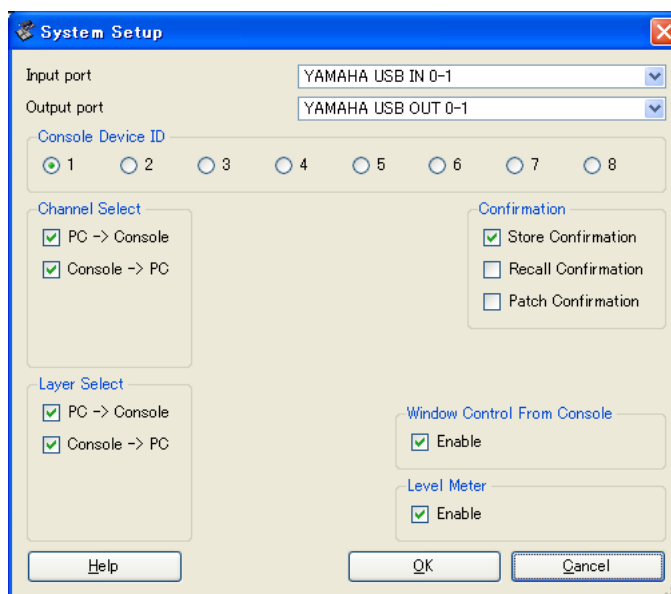 System Setup
Input port YAMAHA USB IN 0-1
Output port YAMAHA USB OUT 0-1
Console Device ID
1 2 3 4 5 6 7 8
Channel Select
PC -> Console
Console -> PC
Confirmation
Store Confirmation
Recall Confirmation
Patch Confirmation
Layer Select
PC -> Console
Console -> PC
Window Control From Console
Enable
Level Meter
Enable
Help OK Cancel